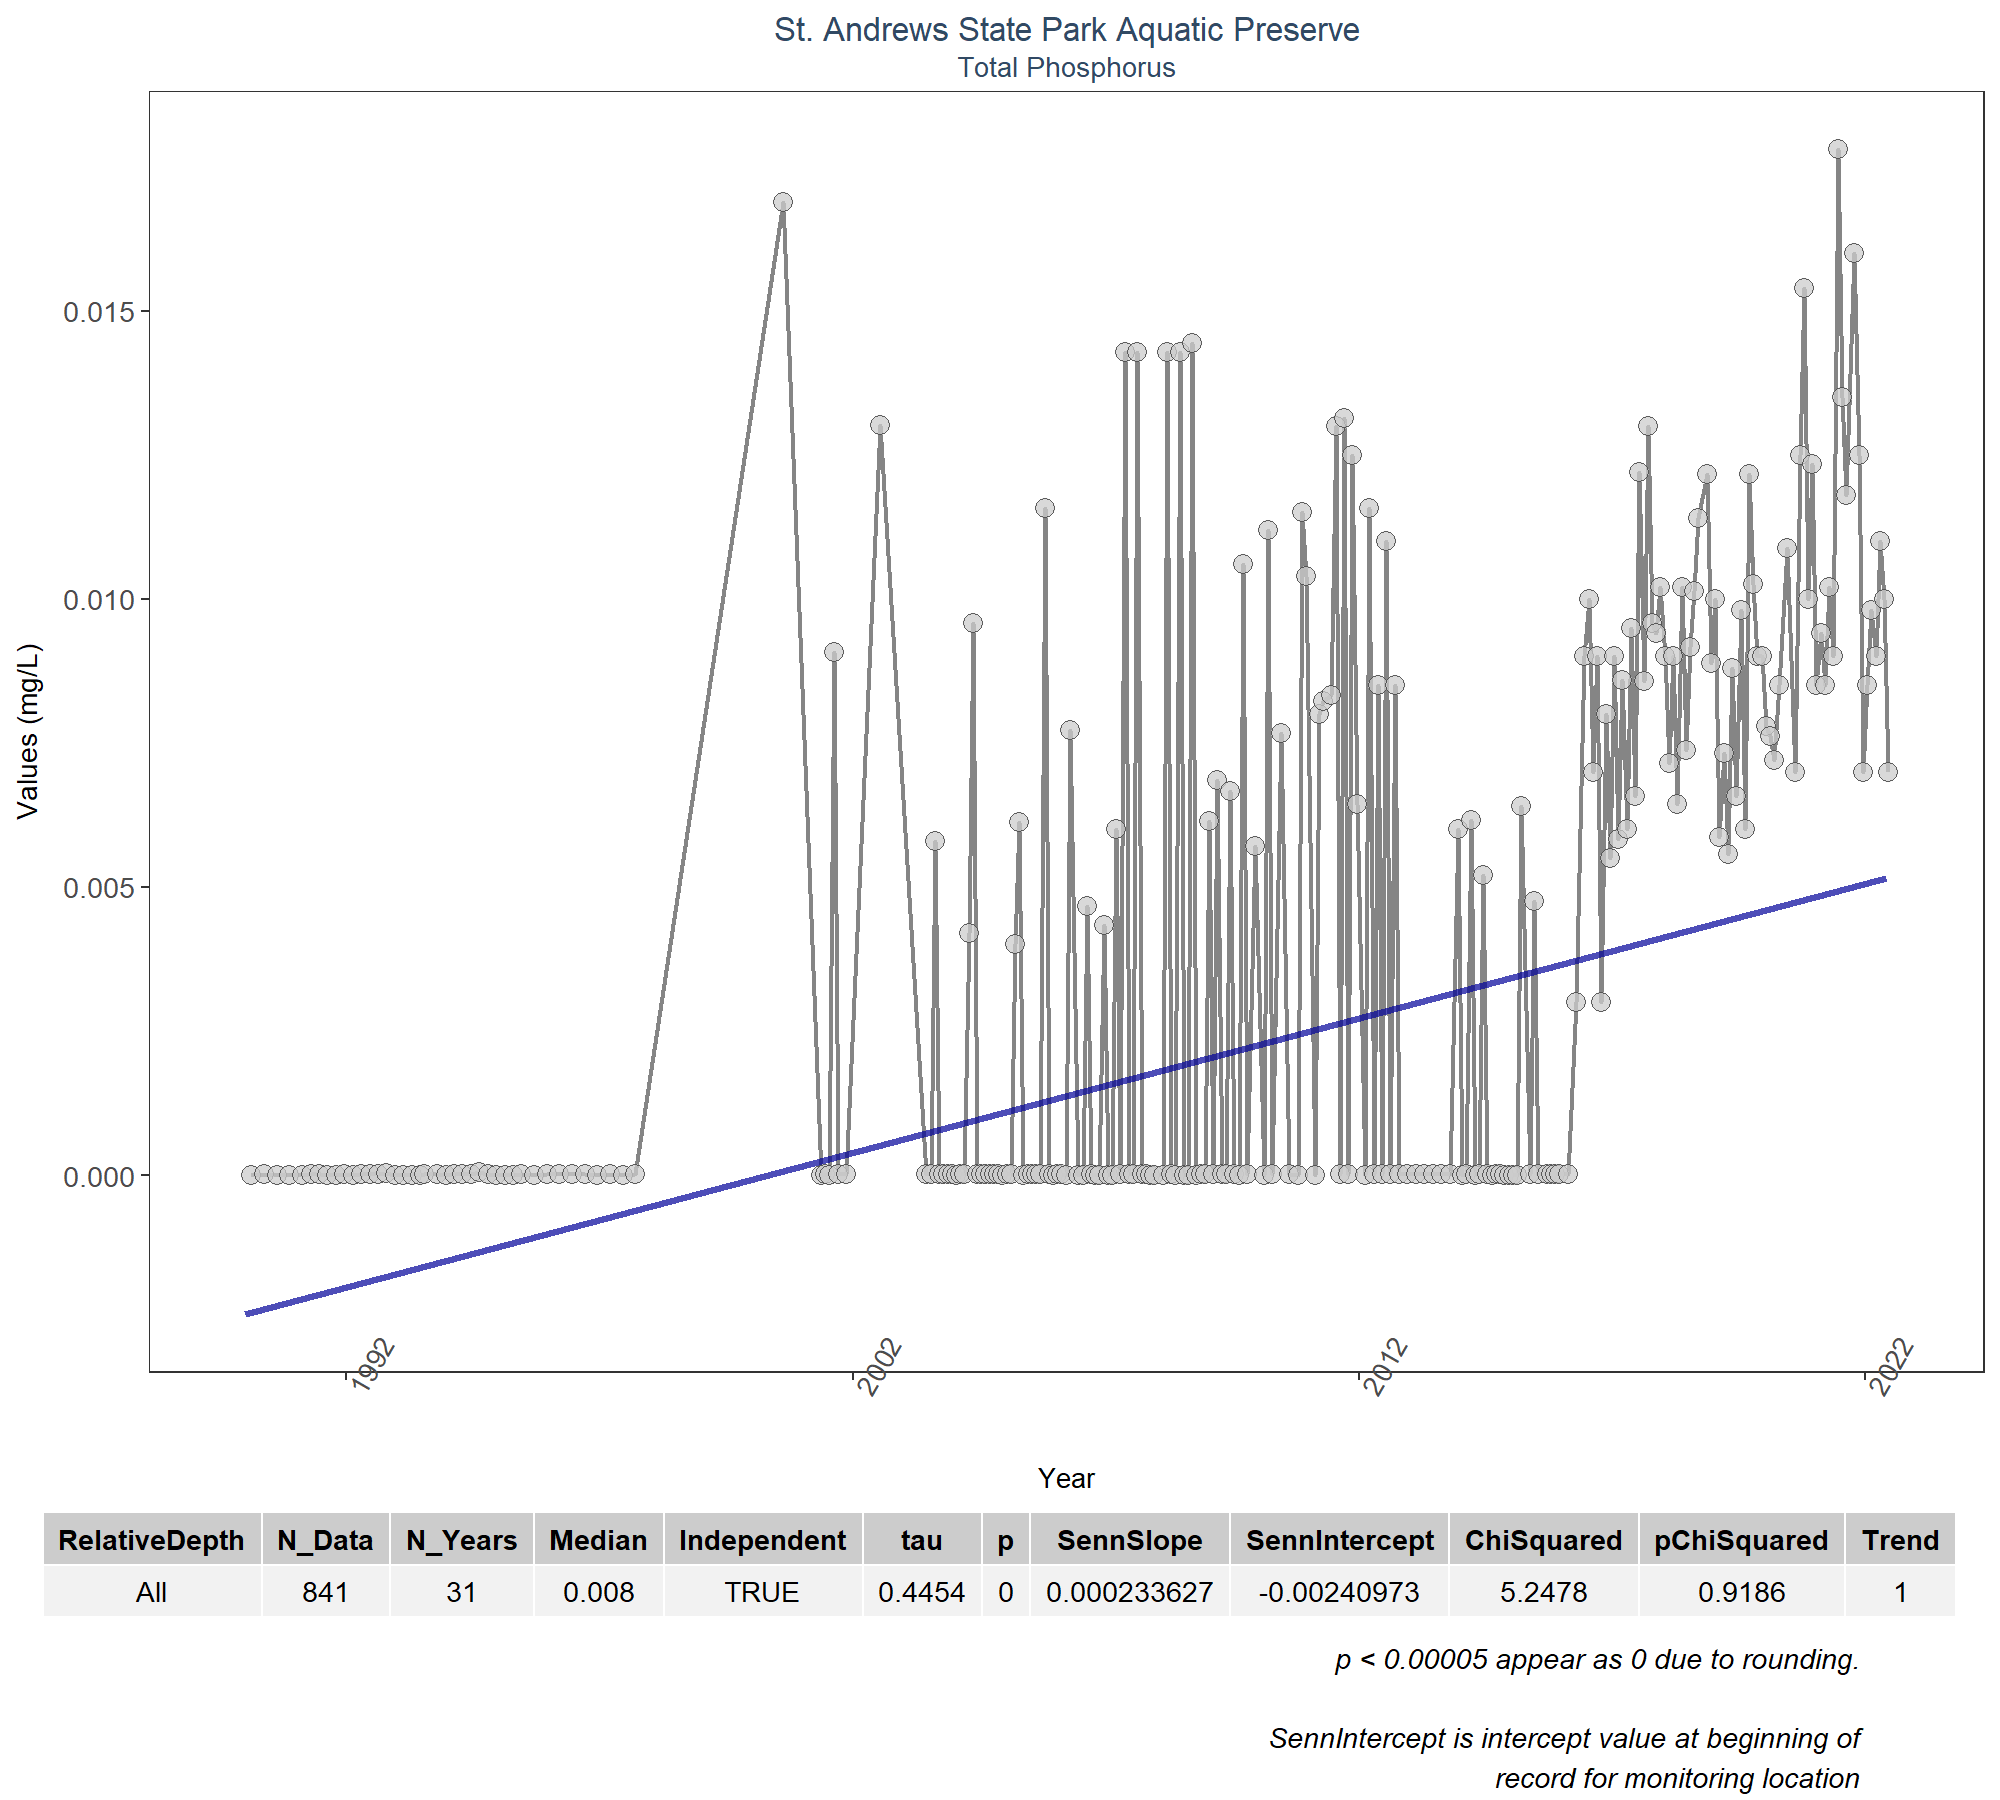 St. Andrews State Park Aquatic Preserve
Total Phosphorus
Values (mg/L)
0.015
0.010
0.005
0.000
1992 2002 2012 2022
Year
RelativeDepth N_Data N_Years Median Independent tau p SennSlope SennIntercept ChiSquared pChiSquared Trend
All 841 31 0.008 TRUE 0.4454 0 0.000233627 -0.00240973 5.2478 0.9186 1
p < 0.00005 appear as 0 due to rounding.
SennIntercept is intercept value at beginning of
record for monitoring location